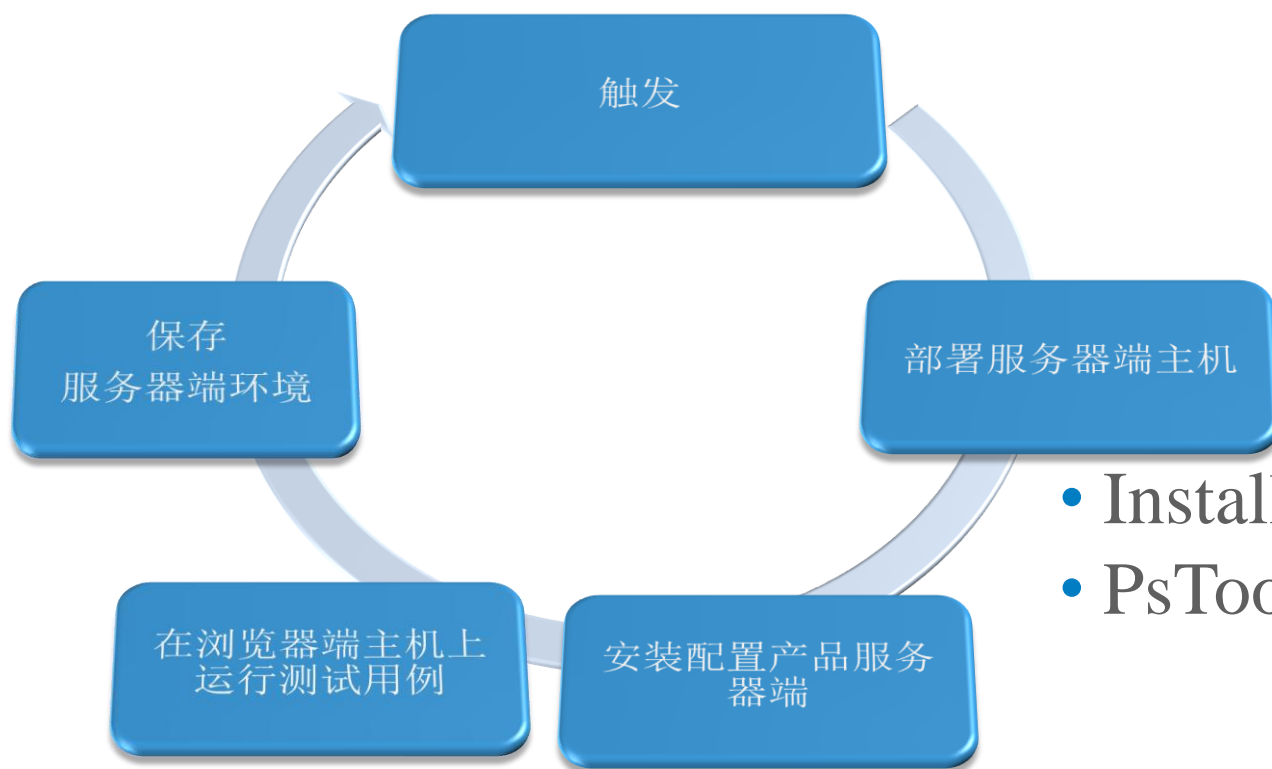 触发
部署服务器端主机
安装配置产品服务
器端
在浏览器端主机上
运行测试用例
保存
服务器端环境
• Instal
• PsToo